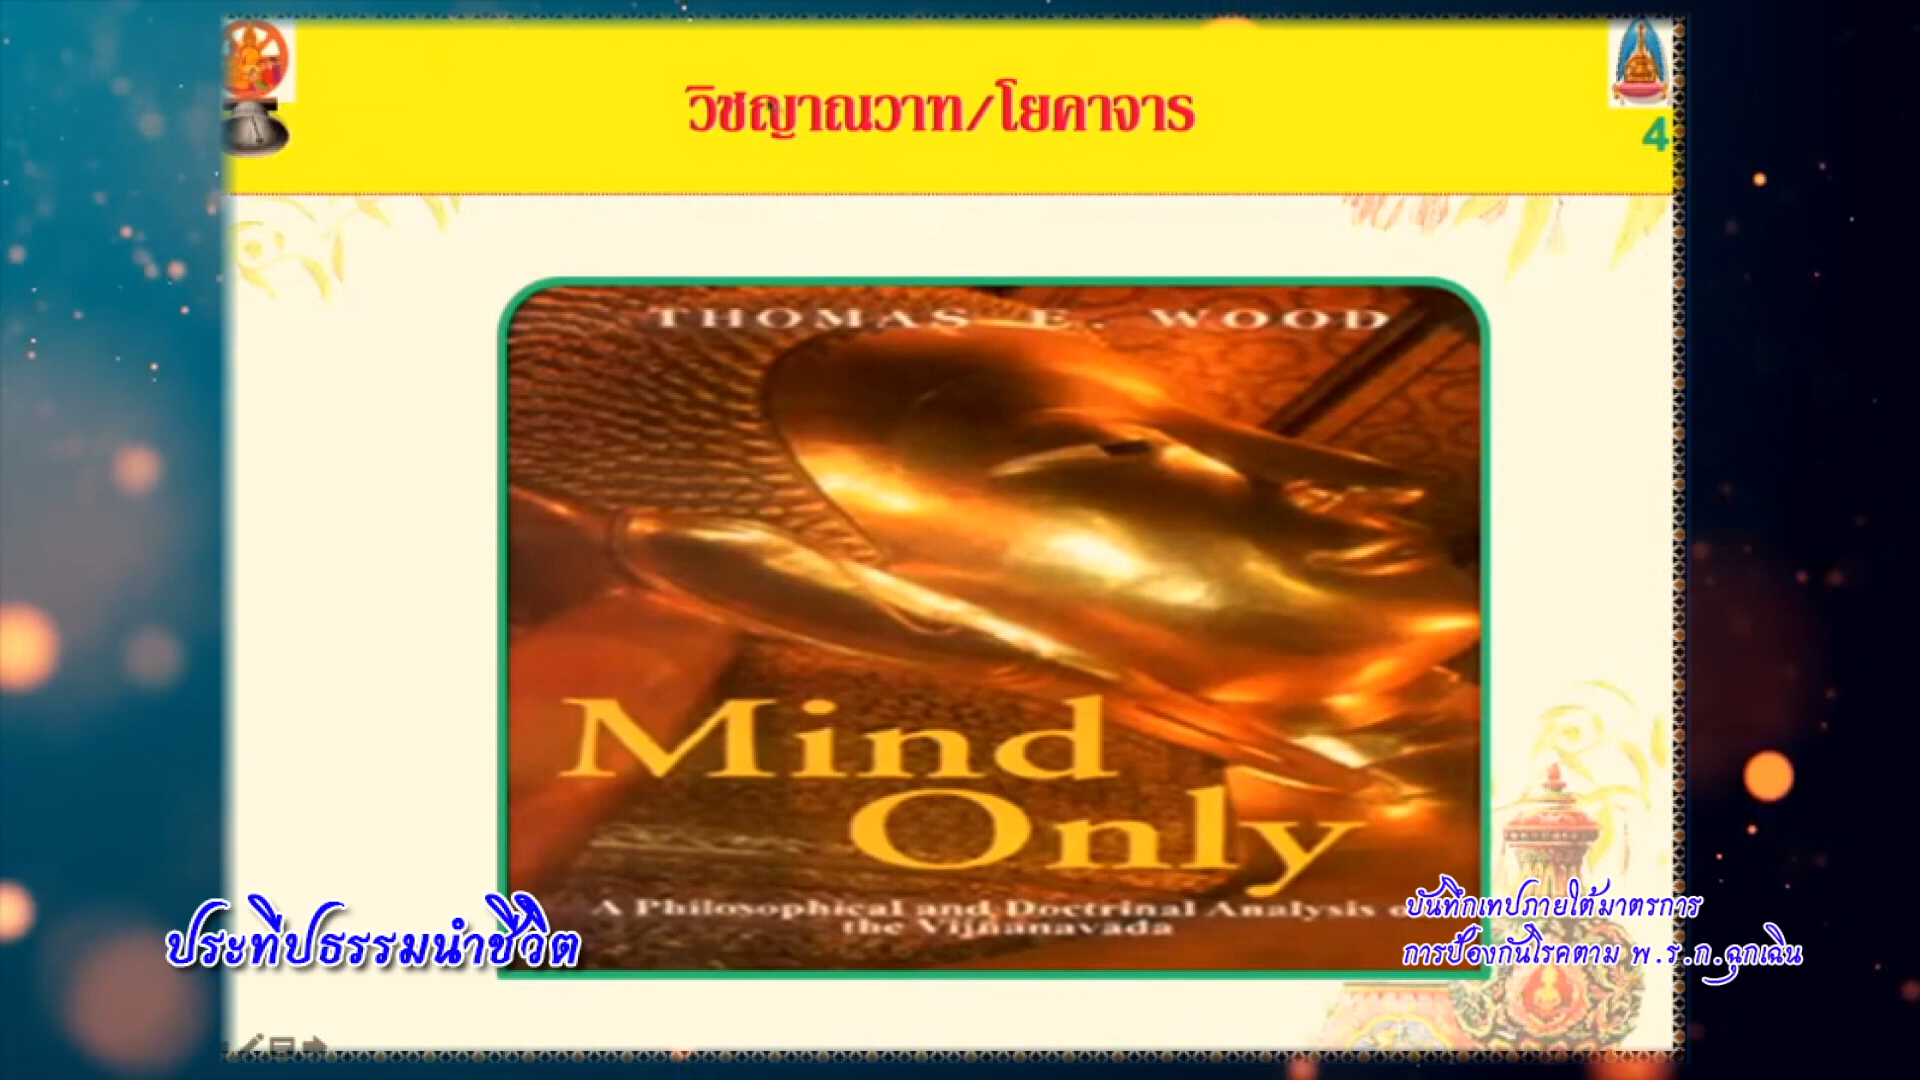 วิชญาณวาท/โยคาจาร
4
THOMAS E. WOOD
Mind
Only
A Philosophical and Doctrinal Analysis
the Vijnanavada
ประทีปธรรมนำชีวิต
บันทึกเทปภายใต้มาตรการ
การป้องกันโรคตาม พ.ร.ก.ฉุกเฉิน